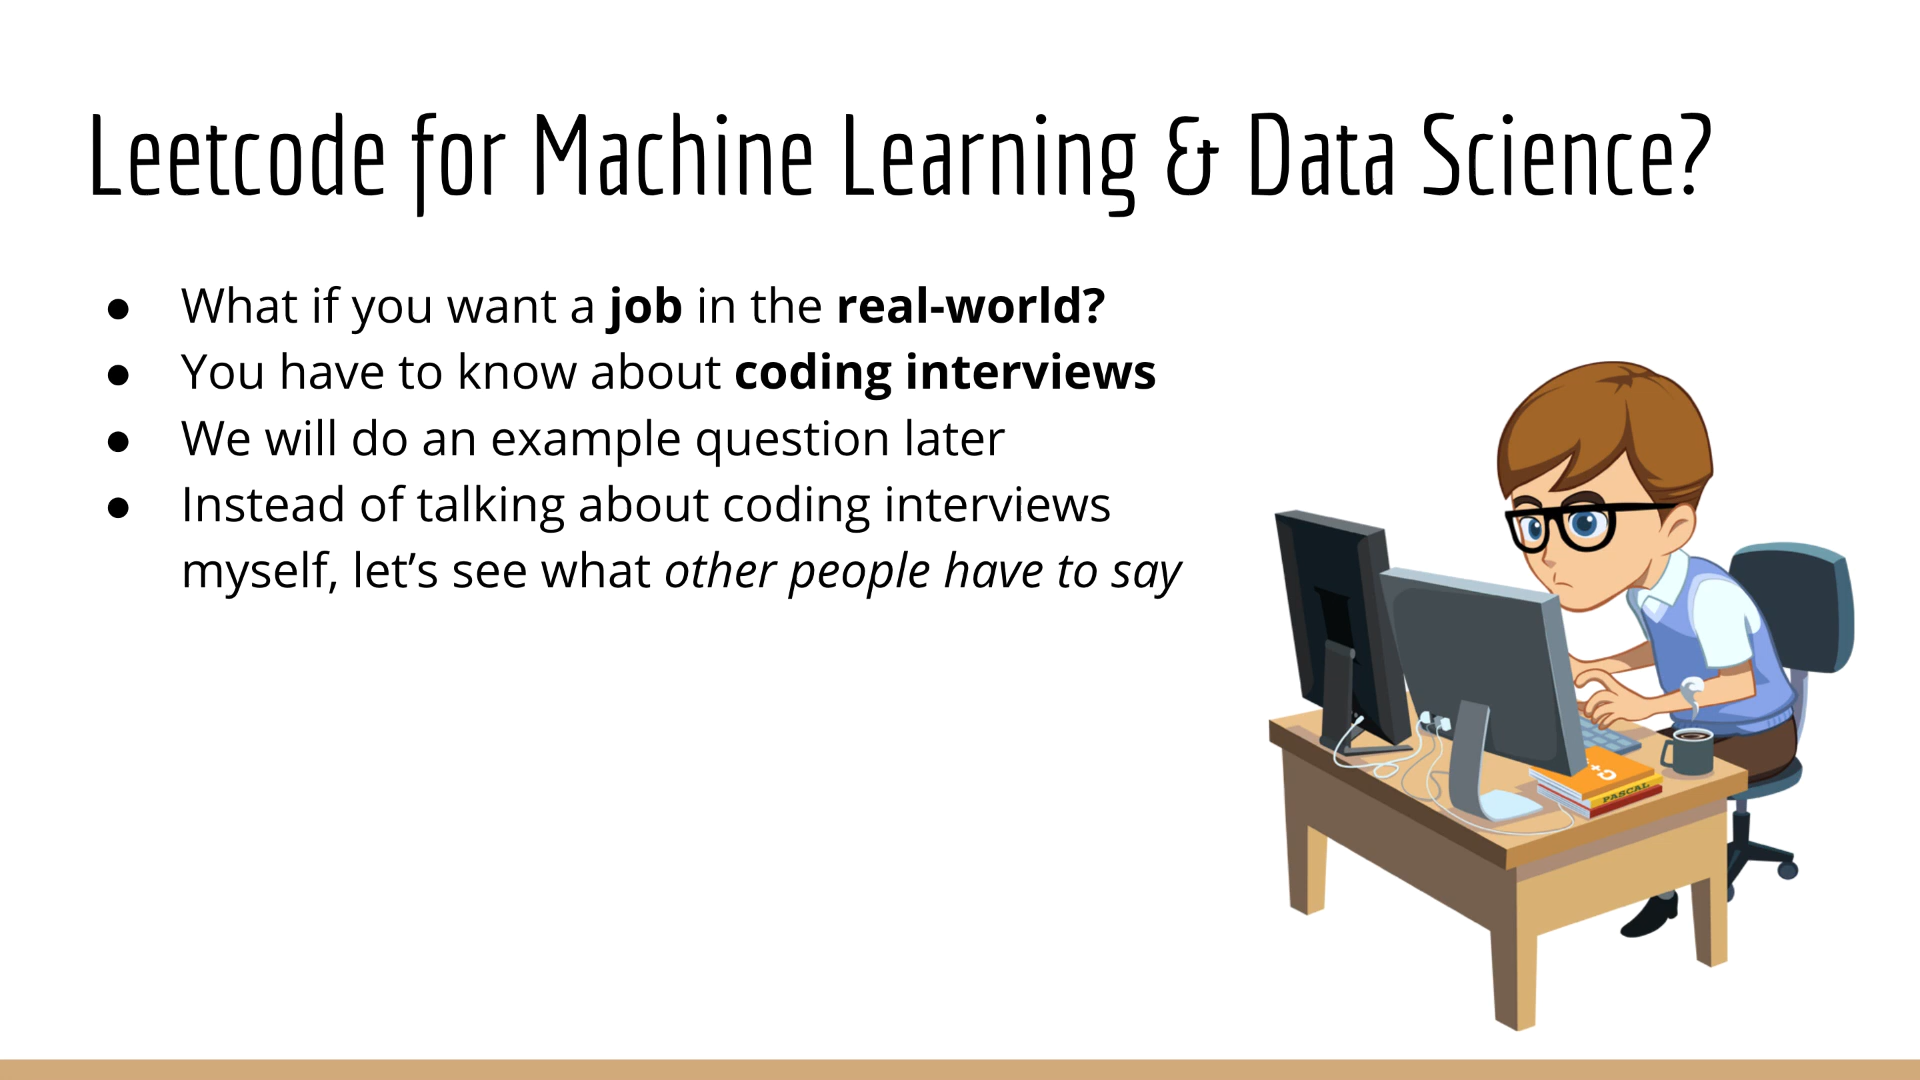 Leetcode for Machine Learning & Data Science?
● What if you want a job in the real-world?
● You have to know about coding interviews
● We will do an example question later
● Instead of talking about coding interviews
myself, let’s see what other people have to say
PASCAL